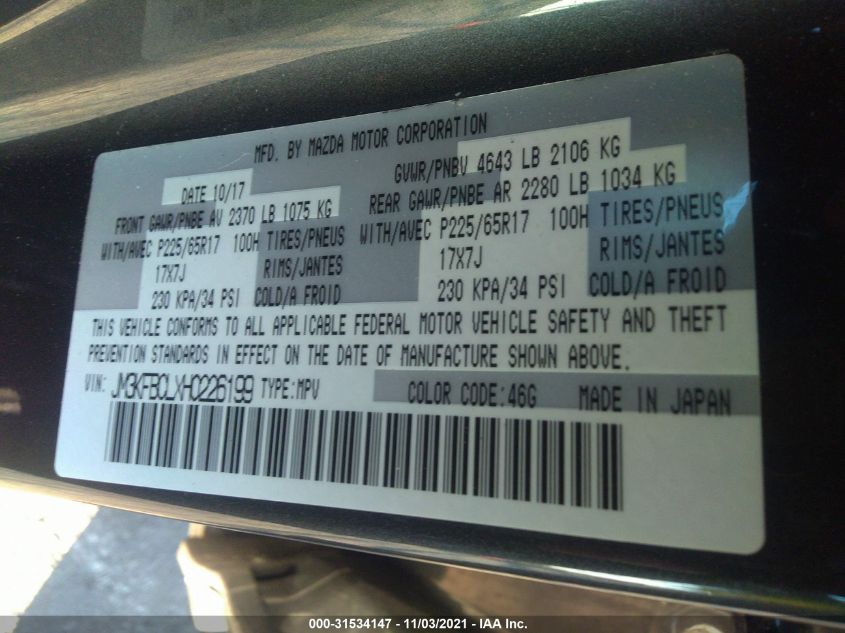 MFD. BY MAZDA MOTOR CORPORATION
DATE 10/17 GVWR/PNBV 4643 LB 2106 KG
FRONT GAWR/PNBE AV 2370 LB 1075 KG REAR GAWR/PNBE AR 2280 LB 1034 KG
WITH/AVEC P225/65R17 100H TIRES/PNEUS WITH/AVEC P225/65R17 100H TIRES/PNEUS
17X7J RIMS/JANTES 17X7J RIMS/JANTES
230 KPA/34 PSI COLD/A FROID 230 KPA/34 PSI COLD/A FROID
THIS VEHICLE CONFORMS TO ALL APPLICABLE FEDERAL MOTOR VEHICLE SAFETY AND THEFT
PREVENTION STANDARDS IN EFFECT ON THE DATE OF MANUFACTURE SHOWN ABOVE.
VIN: JM3KFBCLXH0226199 TYPE:MPV COLOR CODE:46G MADE IN JAPAN
000-31534147 - 11/03/2021 - IAA Inc.